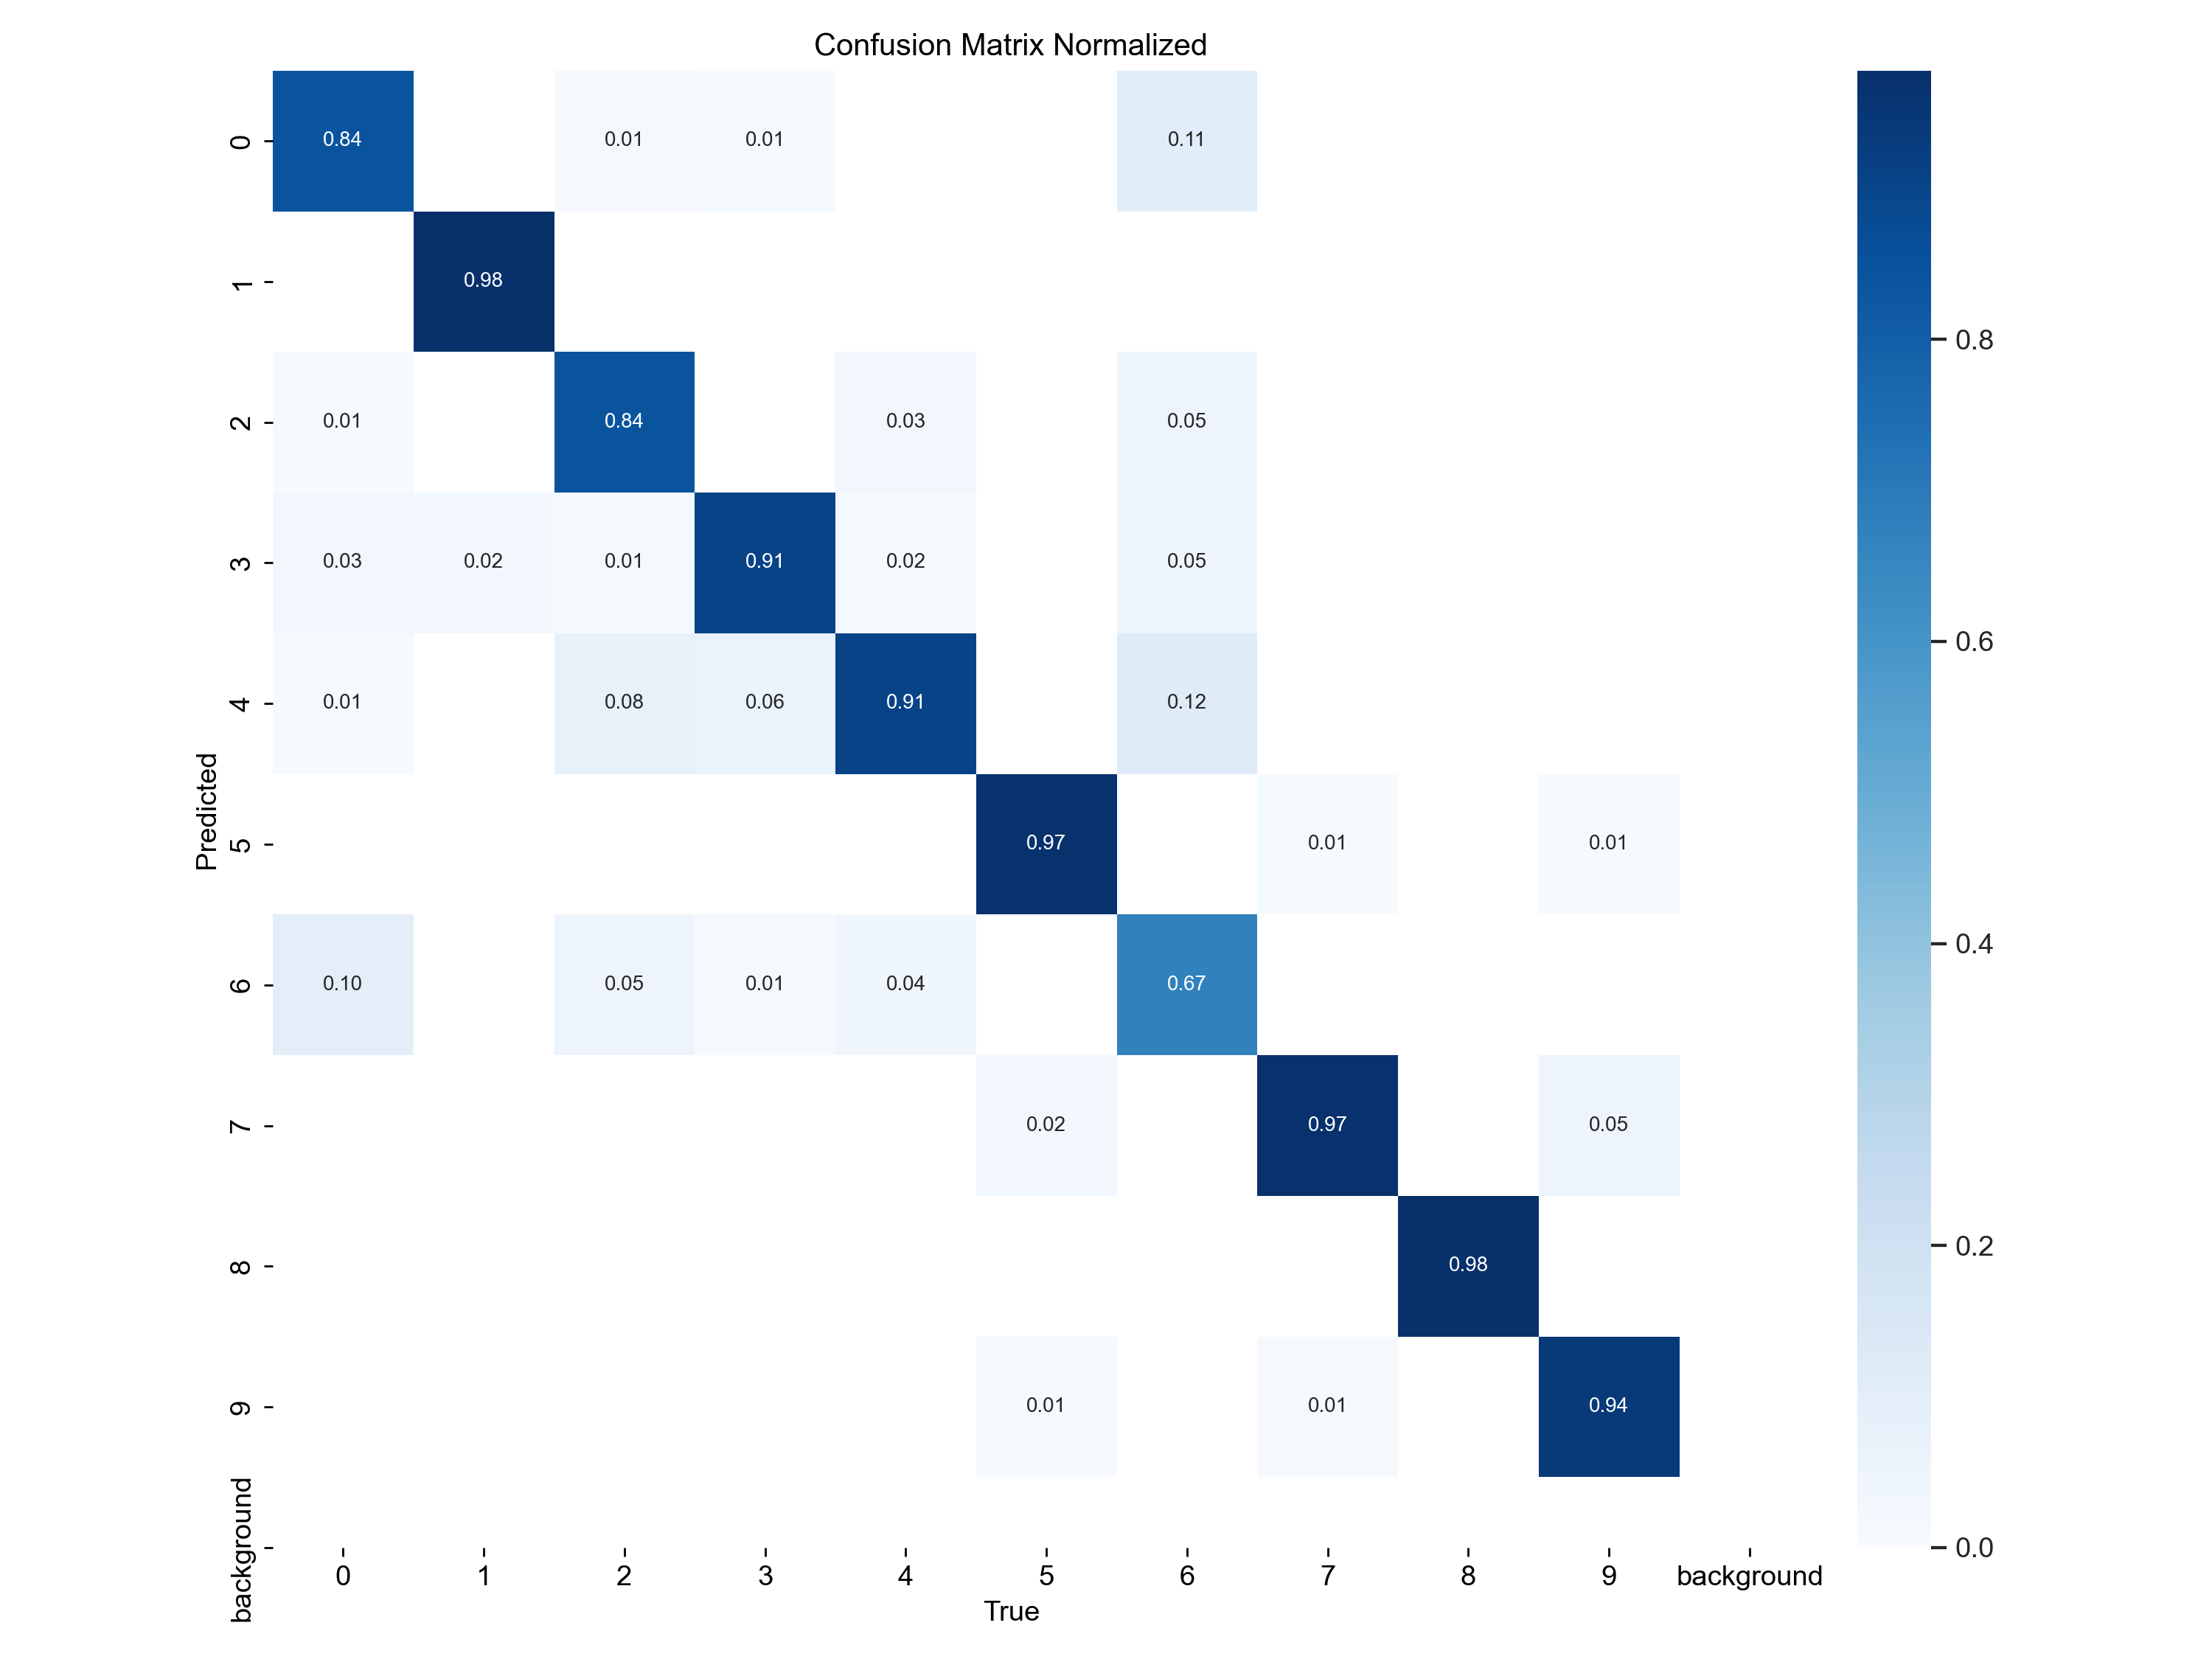 Confusion Matrix Normalized
0 0.84 0.01 0.01 0.11
1 0.98
2 0.01 0.84 0.03 0.05
3 0.03 0.02 0.01 0.91 0.02 0.05
4 0.01 0.08 0.06 0.91 0.12
5 0.97 0.01 0.01
6 0.10 0.05 0.01 0.04 0.67
7 0.02 0.97 0.05
8 0.98
9 0.01 0.01 0.94
background
Predicted
0 1 2 3 4 5 6 7 8 9 background
True
0.8
0.6
0.4
0.2
0.0